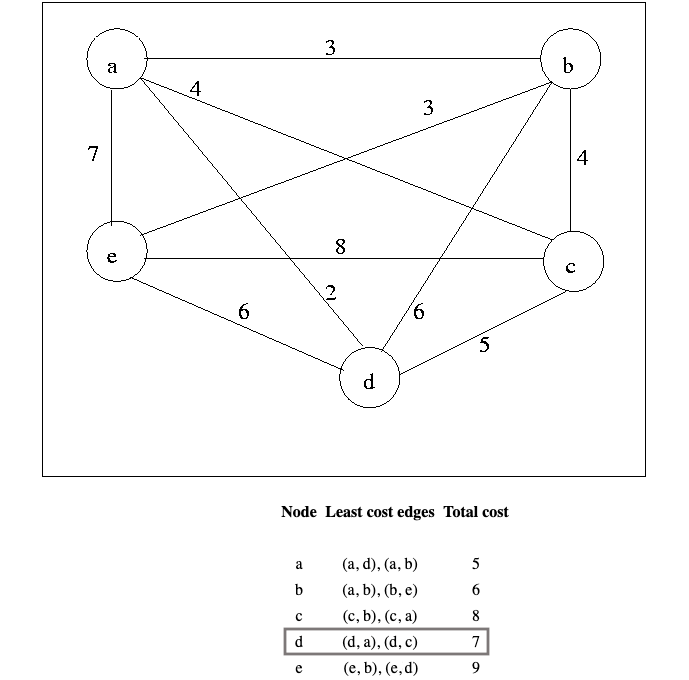 3
a
b
4
3
7
4
8
e
c
2
6
6
5
d
Node Least cost edges Total cost
a (a, d), (a, b) 5
b (a, b), (b, e) 6
c (c, b), (c, a) 8
d (d, a), (d, c) 7
e (e, b), (e,d) 9